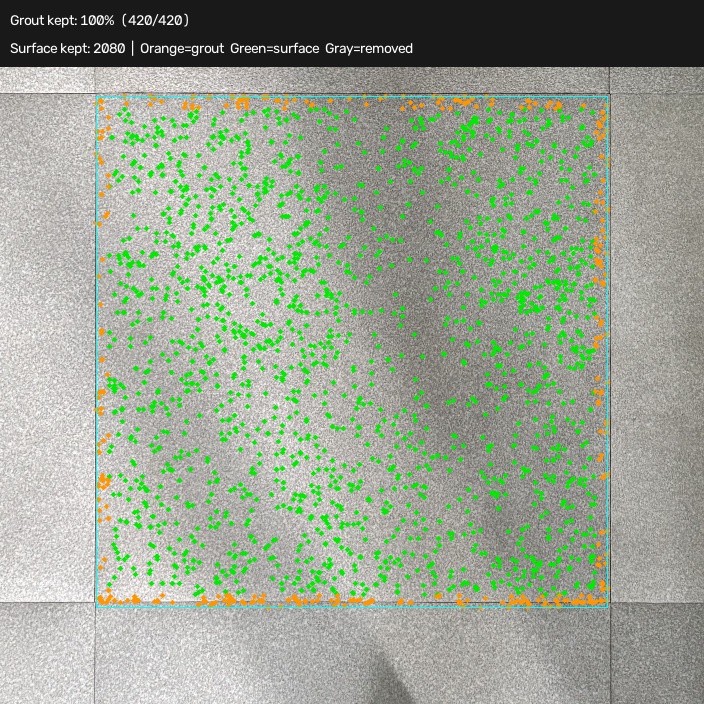 Grout kept: 100% (420/420)
Surface kept: 2080 | Orange=grout Green=surface Gray=removed